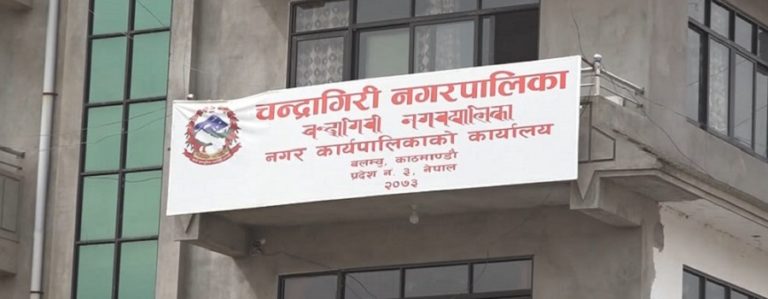 चन्द्रागिरी नगरपालिका
चन्द्रागिरी नगरपालिका
नगर कार्यपालिकाको कार्यालय
बलम्बु, काठमाण्डौ
प्रदेश न. ३, नेपाल
२०७३